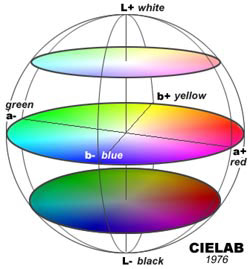 L+ white
b+ yellow
green
a-
b- blue
a+
red
L- black
CIELAB
1976